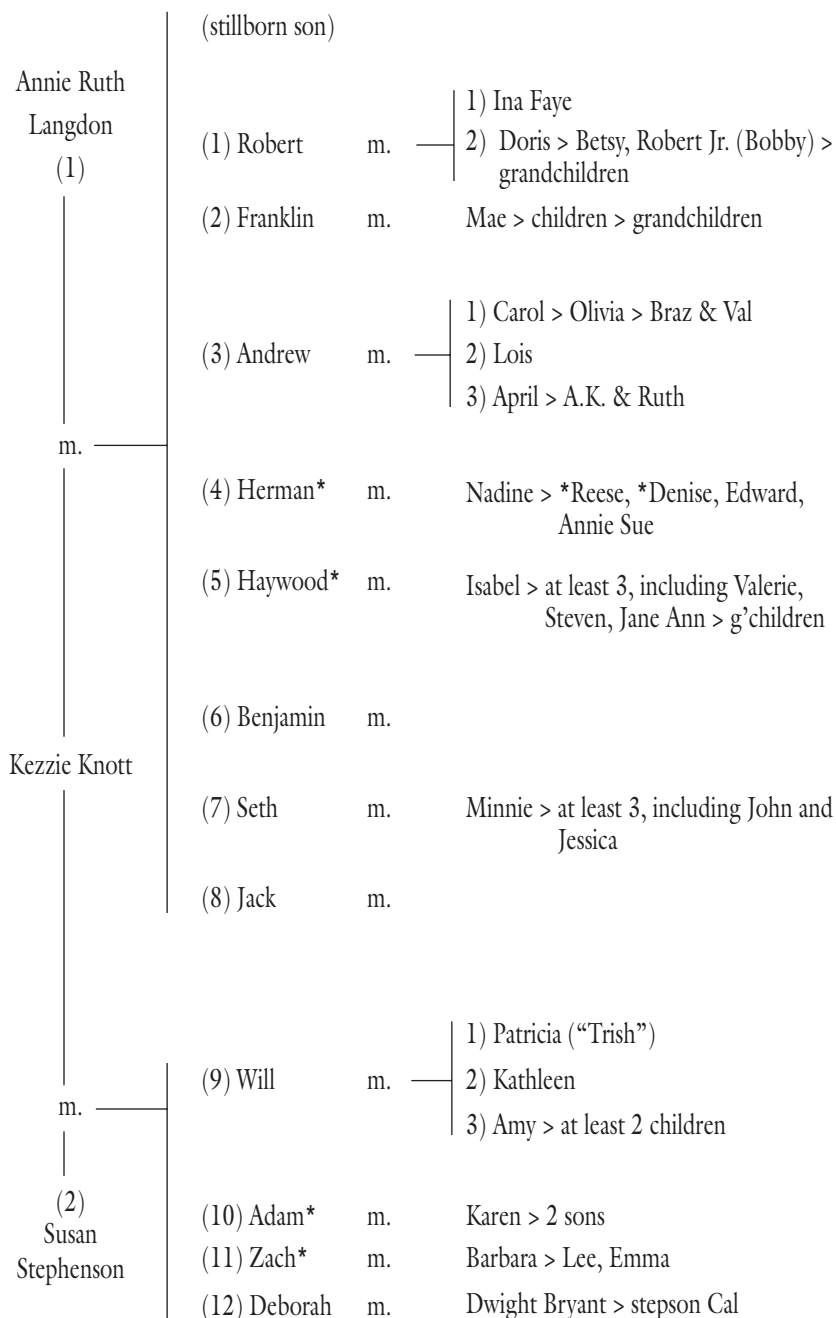 (stillborn son)
Annie Ruth
Langdon
(1)
1) Ina Faye
(1) Robert m. 2) Doris > Betsy, Robert Jr. (Bobby) >
grandchildren
(2) Franklin m. Mae > children > grandchildren
1) Carol > Olivia > Braz & Val
(3) Andrew m. 2) Lois
3) April > A.K. & Ruth
m.
(4) Herman* m. Nadine > *Reese, *Denise, Edward,
Annie Sue
(5) Haywood* m. Isabel > at least 3, including Valerie,
Steven, Jane Ann > g’children
(6) Benjamin m.
Kezzie Knott
(7) Seth m. Minnie > at least 3, including John and
Jessica
(8) Jack m.
1) Patricia (“Trish”)
(9) Will m. 2) Kathleen
3) Amy > at least 2 children
m.
(2)
Susan
Stephenson
(10) Adam* m. Karen > 2 sons
(11) Zach* m. Barbara > Lee, Emma
(12) Deborah m. Dwight Bryant > stepson Cal